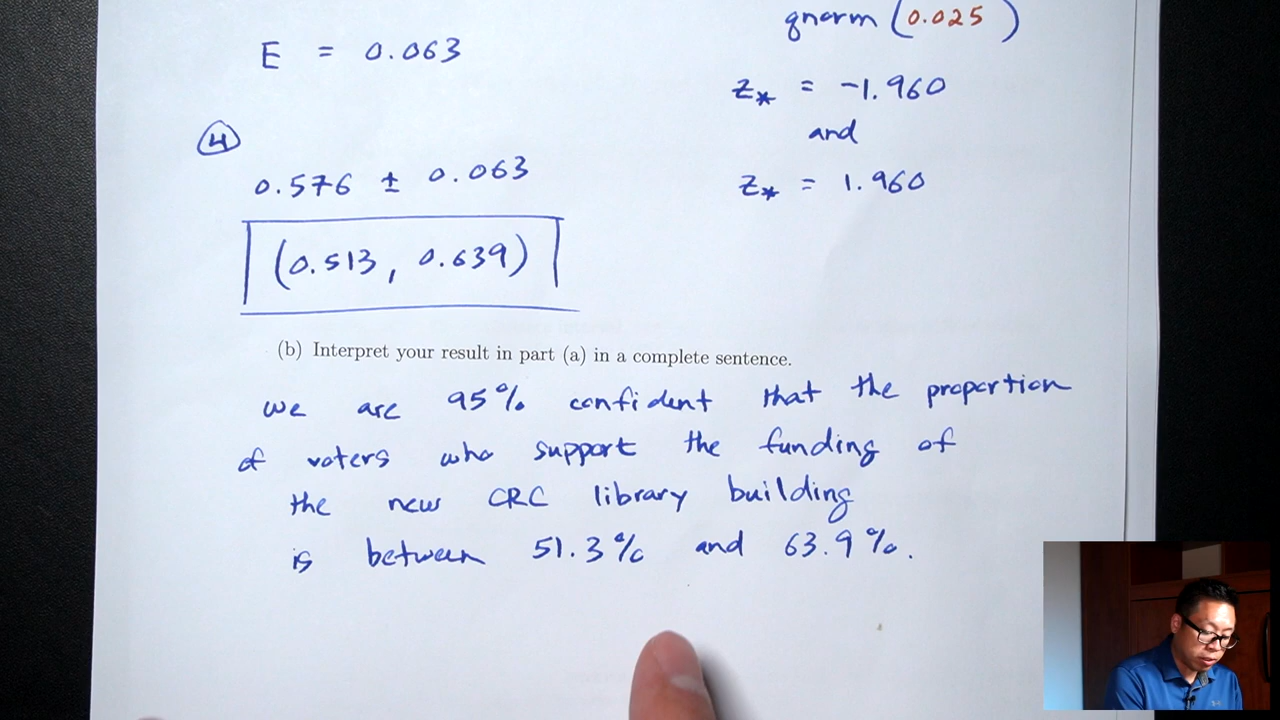 qnorm (0.025)
E = 0.063
z* = -1.960
and
z* = 1.960
4
0.576 ± 0.063
(0.513, 0.639)
(b) Interpret your result in part (a) in a complete sentence.
we are 95% confident that the proportion
of voters who support the funding of
the new CRC library building
is between 51.3% and 63.9%.